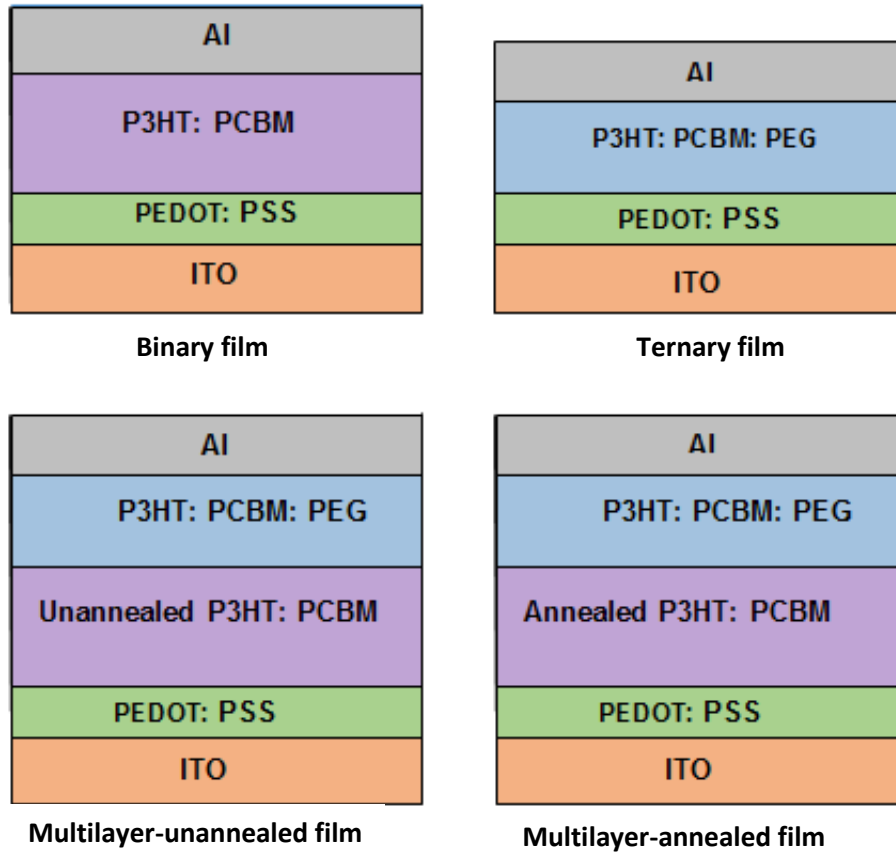 Al
P3HT: PCBM
PEDOT: PSS
ITO
Binary film
Al
P3HT: PCBM: PEG
PEDOT: PSS
ITO
Ternary film
Al
P3HT: PCBM: PEG
Unannealed P3HT: PCBM
PEDOT: PSS
ITO
Multilayer-unannealed film
Al
P3HT: PCBM: PEG
Annealed P3HT: PCBM
PEDOT: PSS
ITO
Multilayer-annealed film